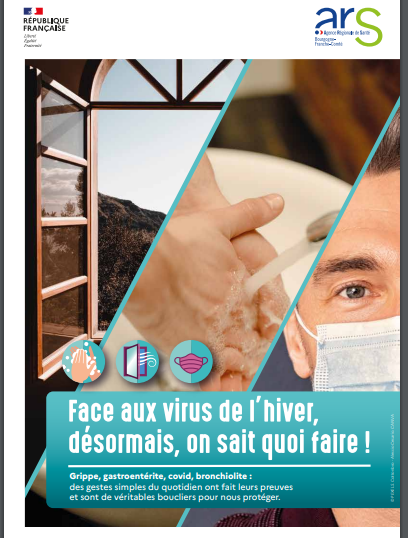 RÉPUBLIQUE
FRANÇAISE
Liberté
Égalité
Fraternité
ars
Agence Régionale de Santé
Bourgogne-
Franche-Comté
Face aux virus de l'hiver,
désormais, on sait quoi faire !
Grippe, gastroentérite, covid, bronchiolite :
des gestes simples du quotidien ont fait leurs preuves
et sont de véritables boucliers pour nous protéger.